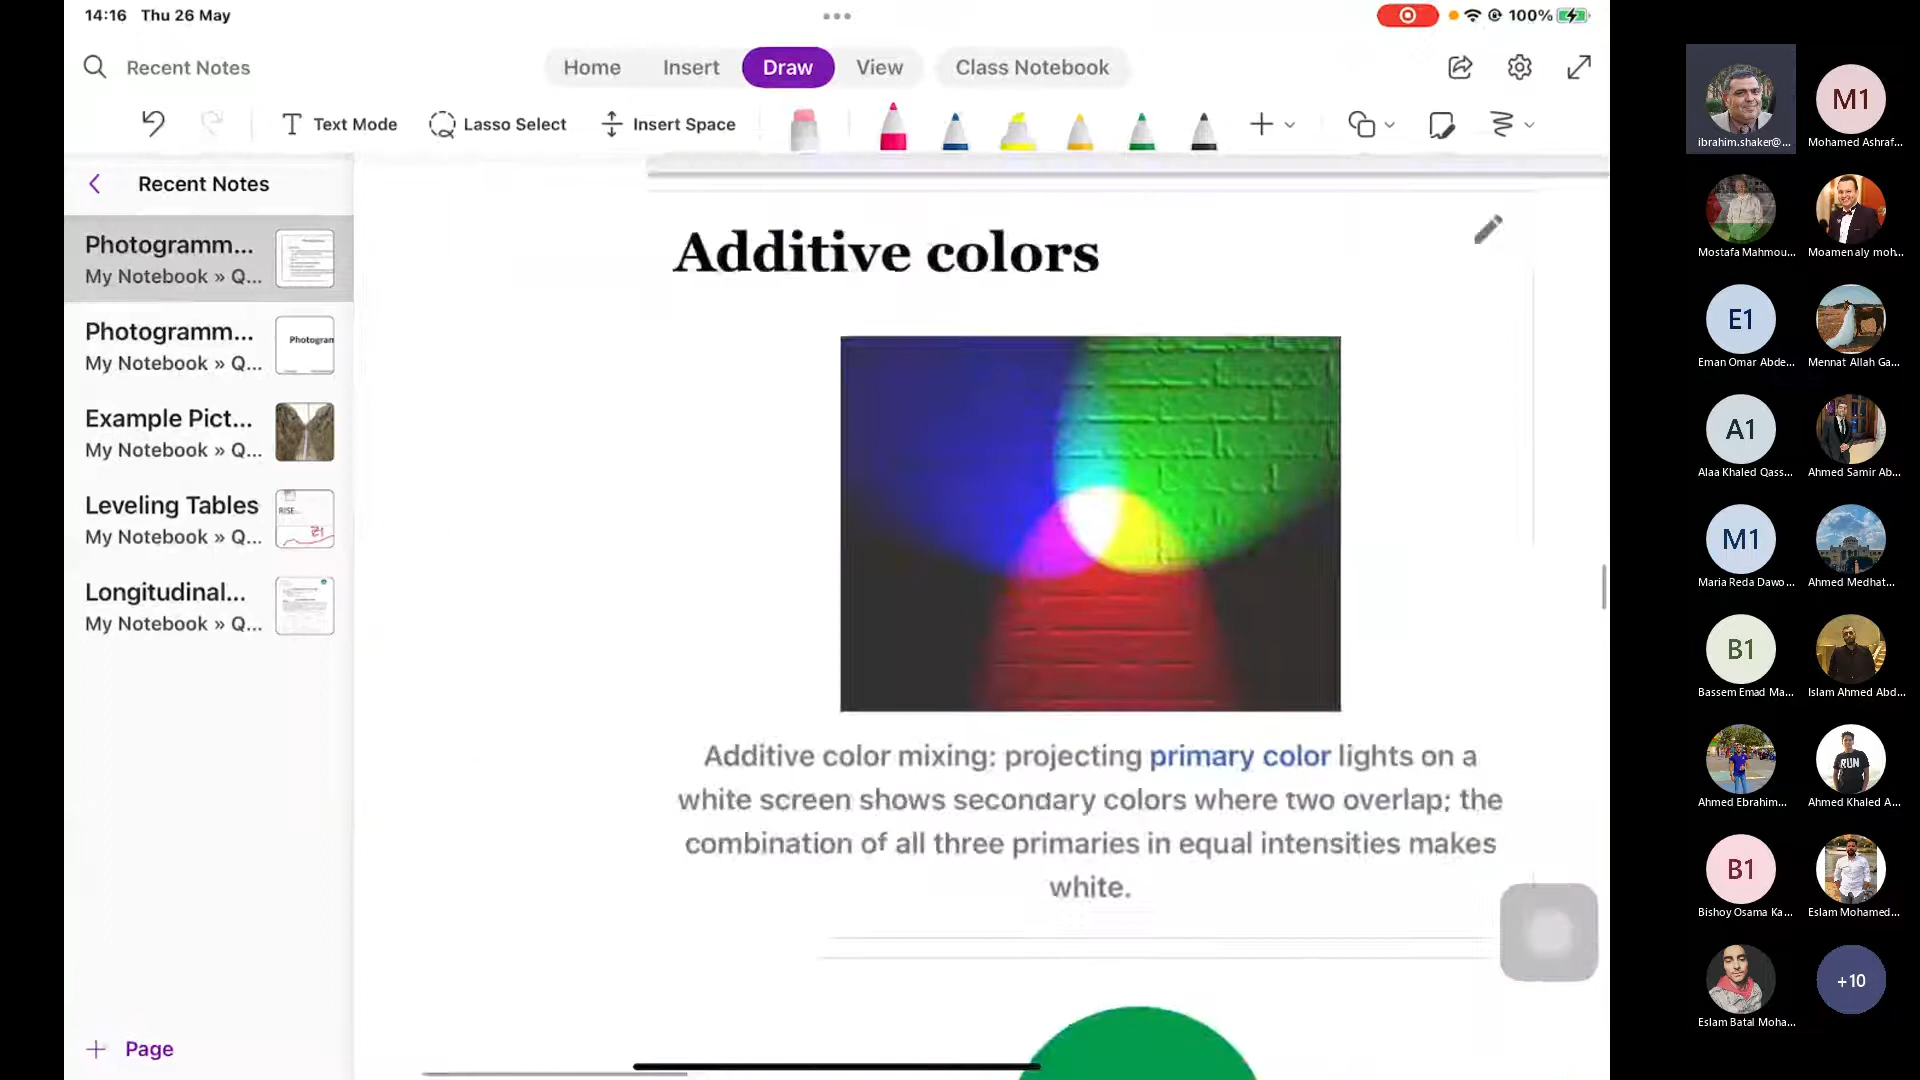 14:16 Thu 26 May
100%
Recent Notes
Home Insert Draw View Class Notebook
Text Mode Lasso Select Insert Space
Recent Notes
Photogramm...
My Notebook » Q...
Photogramm...
My Notebook » Q...
Photogran
Example Pict...
My Notebook » Q...
Leveling Tables
My Notebook » Q...
RISE...
Longitudinal...
My Notebook » Q...
+ Page
Additive colors
Additive color mixing: projecting primary color lights on a
white screen shows secondary colors where two overlap; the
combination of all three primaries in equal intensities makes
white.
M1
ibrahim.shaker@... Mohamed Ashraf...
Mostafa Mahmou... Moamenaly moh...
E1
Eman Omar Abde... Mennat Allah Ga...
A1
Alaa Khaled Qass... Ahmed Samir Ab...
M1
Maria Reda Dawo... Ahmed Medhat...
B1
Bassem Emad Ma... Islam Ahmed Abd...
RUN
Ahmed Ebrahim... Ahmed Khaled A...
B1
Bishoy Osama Ka... Eslam Mohamed...
+10
Eslam Batal Moha...